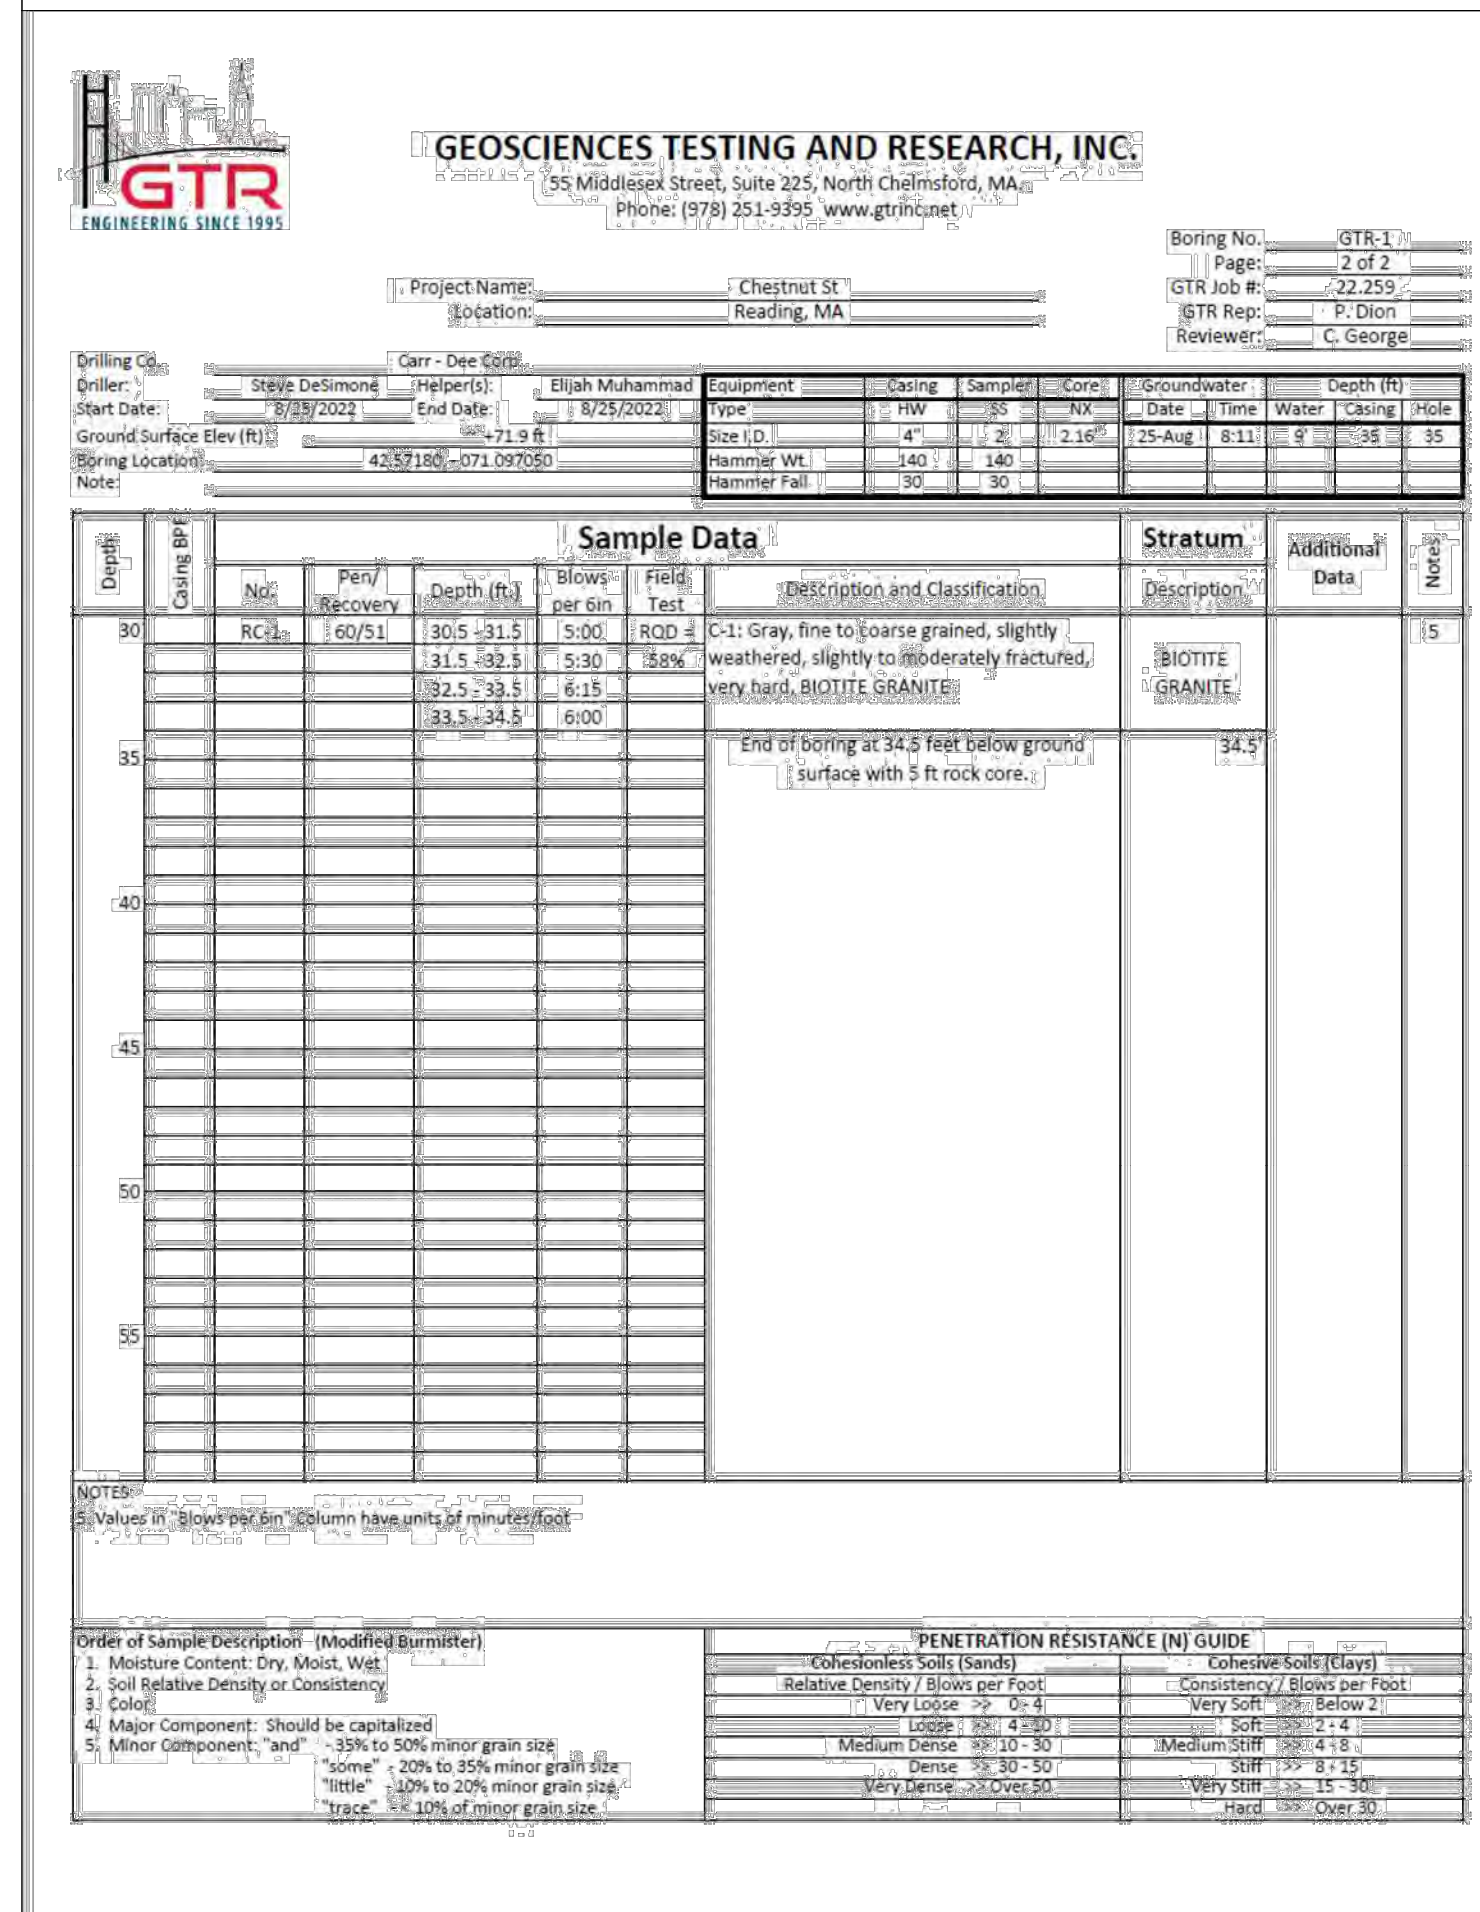 GTR
ENGINEERING SINCE 1995
GEOSCIENCES TESTING AND RESEARCH, INC.
55 Middlesex Street, Suite 225, North Chelmsford, MA.
Phone: (978) 251-9395 www.gtrinc.net
Boring No. GTR-1
Page: 2 of 2
Project Name: Chestnut St GTR Job #: 22.259
Location: Reading, MA GTR Rep: P. Dion
Reviewer: C. George
Drilling Co. Carr - Dee Corp.
Driller: Steve DeSimone Helper(s): Elijah Muhammad Equipment Casing Sampler Core Groundwater Depth (ft)
Start Date: 8/25/2022 End Date: 8/25/2022 Type HW SS NX Date Time Water Casing Hole
Ground Surface Elev (ft) +71.9 ft Size I.D. 4" 2 2.16 25-Aug 8:11 9' 35 35
Boring Location: 42.57180, -071.097050 Hammer Wt. 140 140
Note: Hammer Fall 30 30
Depth Casing BPF Sample Data Stratum Additional Data Notes
No. Pen/ Recovery Depth (ft.) Blows per 6in Field Test Description and Classification Description
30 RC-1 60/51 30.5 - 31.5 5:00 RQD = C-1: Gray, fine to coarse grained, slightly 5
31.5 - 32.5 5:30 58% weathered, slightly to moderately fractured, BIOTITE
32.5 - 33.5 6:15 very hard, BIOTITE GRANITE GRANITE
33.5 - 34.5 6:00
35 End of boring at 34.5 feet below ground 34.5'
surface with 5 ft rock core.
40
45
50
55
NOTES:
5. Values in "Blows per 6in" Column have units of minutes/foot
Order of Sample Description (Modified Burmister) PENETRATION RESISTANCE (N) GUIDE
1. Moisture Content: Dry, Moist, Wet Cohesionless Soils (Sands) Cohesive Soils (Clays)
2. Soil Relative Density or Consistency Relative Density / Blows per Foot Consistency / Blows per Foot
3. Color Very Loose >> 0 - 4 Very Soft >> Below 2
4. Major Component: Should be capitalized Loose >> 4 - 10 Soft >> 2 - 4
5. Minor Component: "and" - 35% to 50% minor grain size Medium Dense >> 10 - 30 Medium Stiff >> 4 - 8
"some" - 20% to 35% minor grain size Dense >> 30 - 50 Stiff >> 8 - 15
"little" - 10% to 20% minor grain size Very Dense >> Over 50 Very Stiff >> 15 - 30
"trace" - < 10% of minor grain size Hard >> Over 30